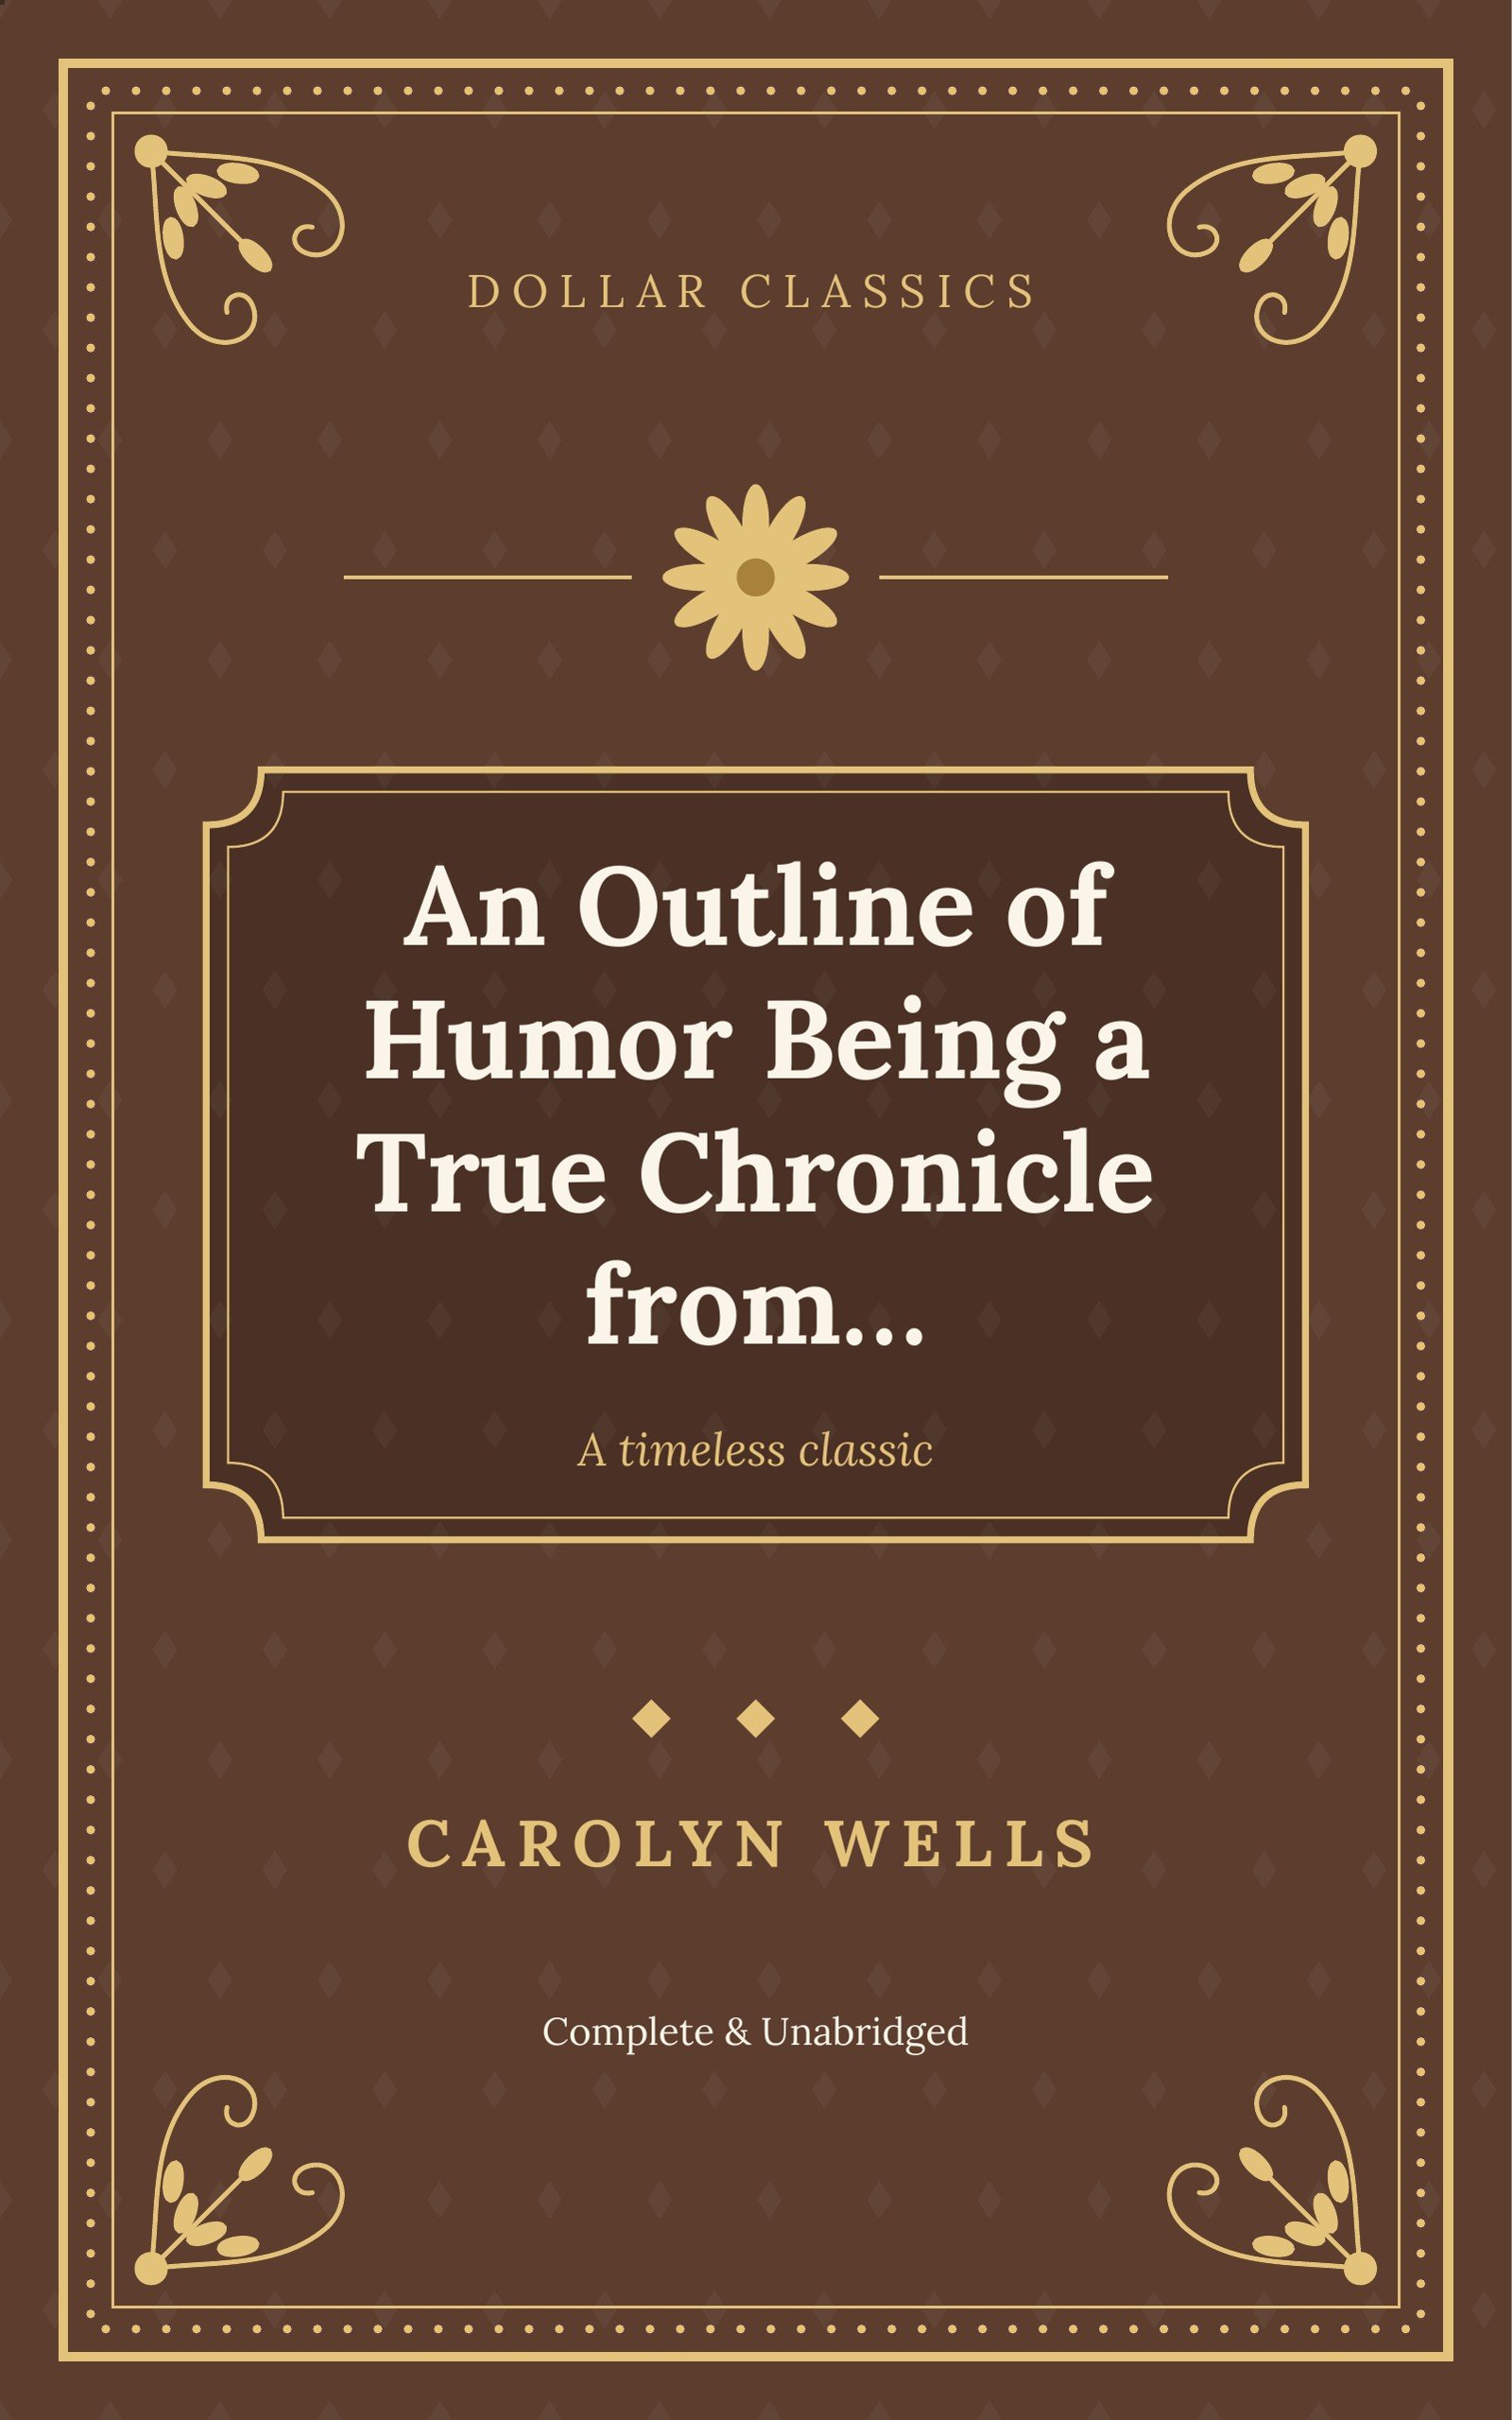 DOLLAR CLASSICS
An Outline of
Humor Being a
True Chronicle
from...
A timeless classic
CAROLYN WELLS
Complete & Unabridged